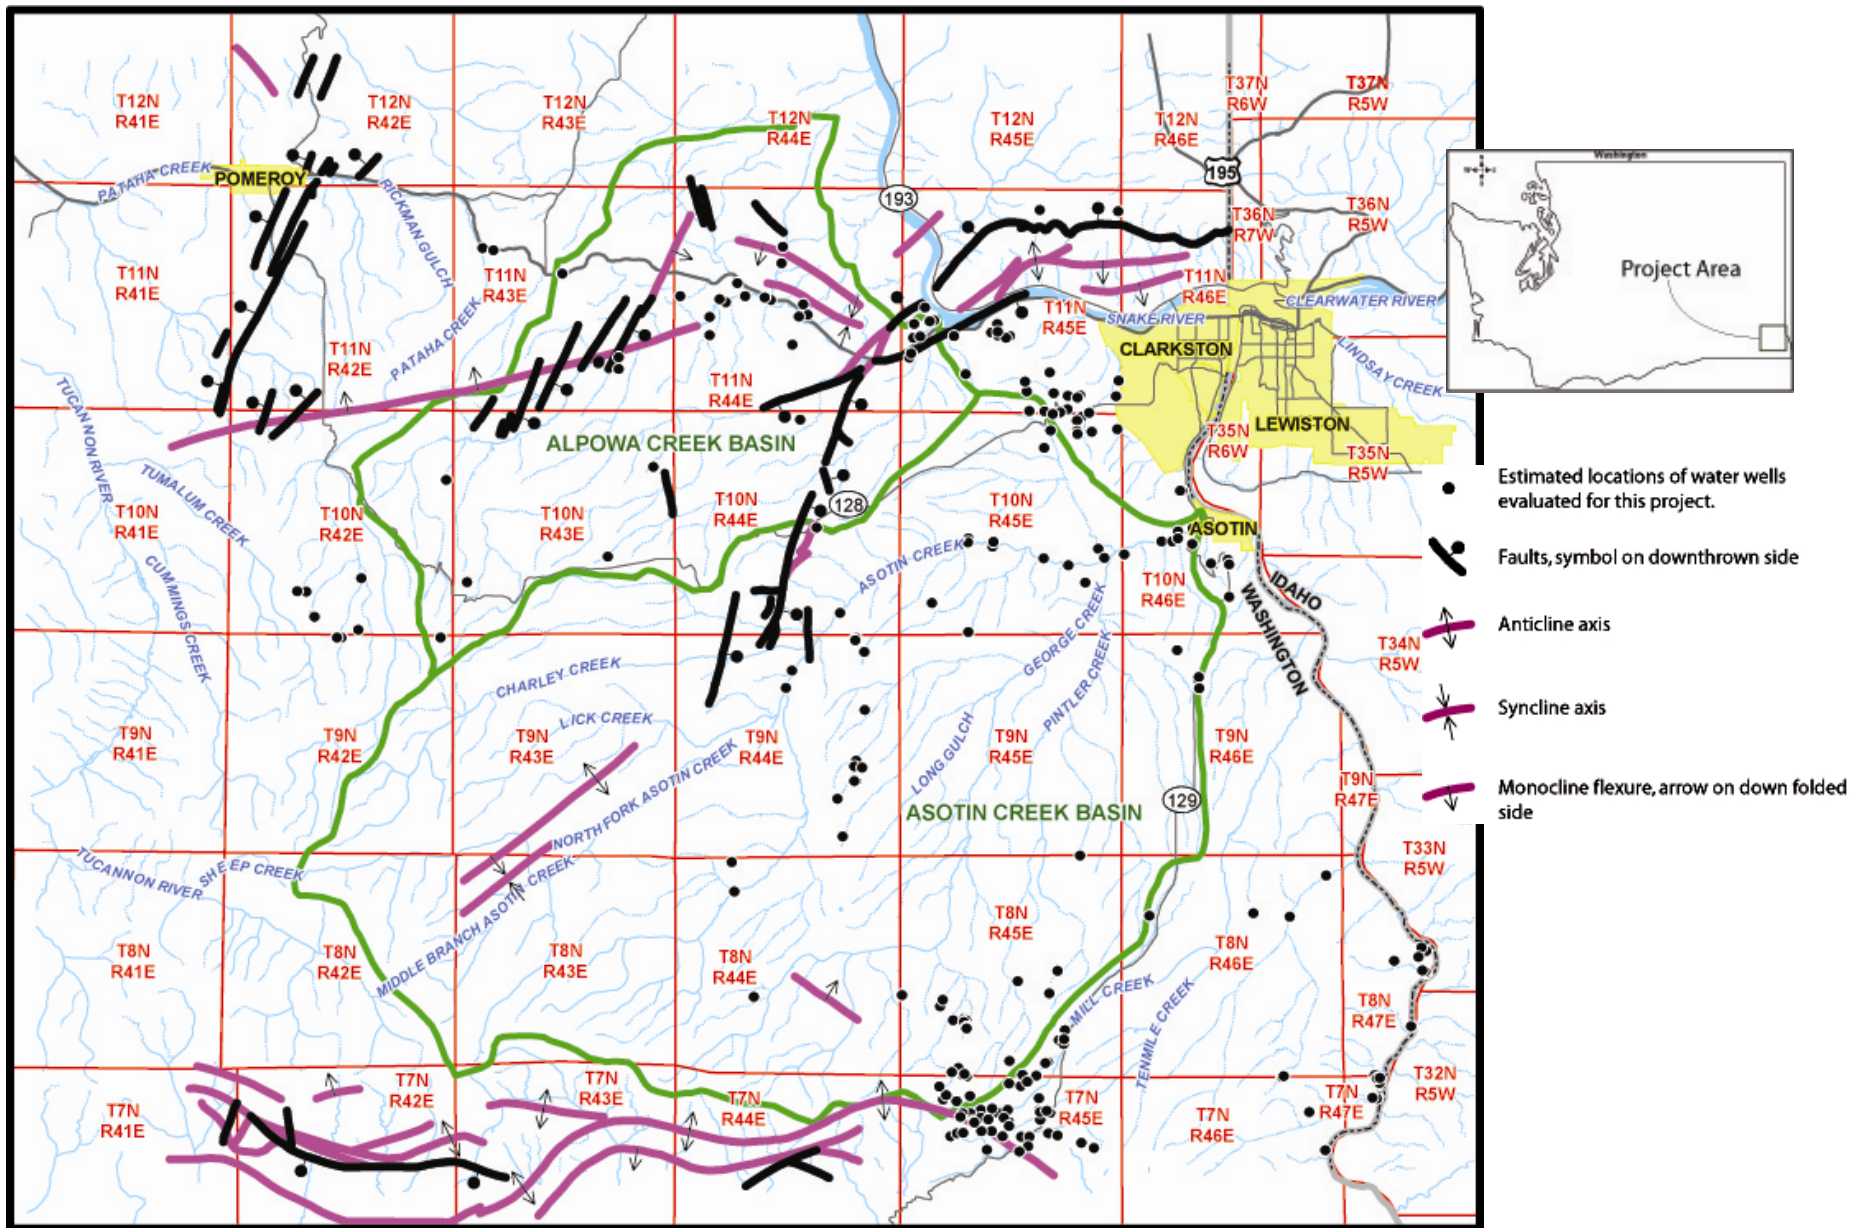 T12N
R41E
T12N
R42E
T12N
R43E
T12N
R44E
T12N
R45E
T12N
R46E
T37N
R6W
T37N
R5W
195
PATAHA CREEK
POMEROY
RICKMAN GULCH
193
T36N
R7W
T36N
R5W
T11N
R41E
T11N
R43E
T11N
R46E
CLEARWATER RIVER
T11N
R45E
SNAKE RIVER
PATAHA CREEK
T11N
R42E
CLARKSTON
LINDSAY CREEK
T11N
R44E
TUCANNON RIVER
ALPOWA CREEK BASIN
LEWISTON
T35N
R6W
T35N
R5W
TUMALUM CREEK
T10N
R41E
T10N
R42E
T10N
R43E
T10N
R44E
128
T10N
R45E
ASOTIN
ASOTIN CREEK
CUMMINGS CREEK
T10N
R46E
IDAHO
WASHINGTON
GEORGE CREEK
PINTLER CREEK
T34N
R5W
CHARLEY CREEK
LICK CREEK
T9N
R41E
T9N
R42E
T9N
R43E
T9N
R44E
T9N
R45E
T9N
R46E
T9N
R47E
LONG GULCH
NORTH FORK ASOTIN CREEK
129
ASOTIN CREEK BASIN
TUCANNON RIVER
SHEEP CREEK
MIDDLE BRANCH ASOTIN CREEK
T33N
R5W
T8N
R41E
T8N
R42E
T8N
R43E
T8N
R44E
T8N
R45E
T8N
R46E
T8N
R47E
MILL CREEK
TENMILE CREEK
T7N
R41E
T7N
R42E
T7N
R43E
T7N
R44E
T7N
R45E
T7N
R46E
T7N
R47E
T32N
R5W
Washington
Project Area
Estimated locations of water wells
evaluated for this project.
Faults, symbol on downthrown side
Anticline axis
Syncline axis
Monocline flexure, arrow on down folded
side